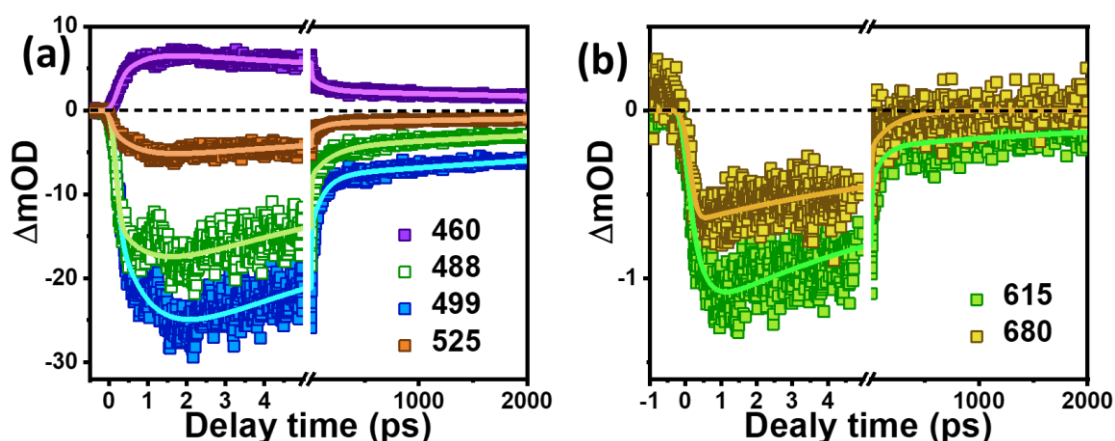 (a)
ΔmOD
10
0
-10
-20
-30
460
488
499
525
0 1 2 3 4 1000 2000
Delay time (ps)
(b)
ΔmOD
0
-1
615
680
-1 0 1 2 3 4 1000 2000
Dealy time (ps)